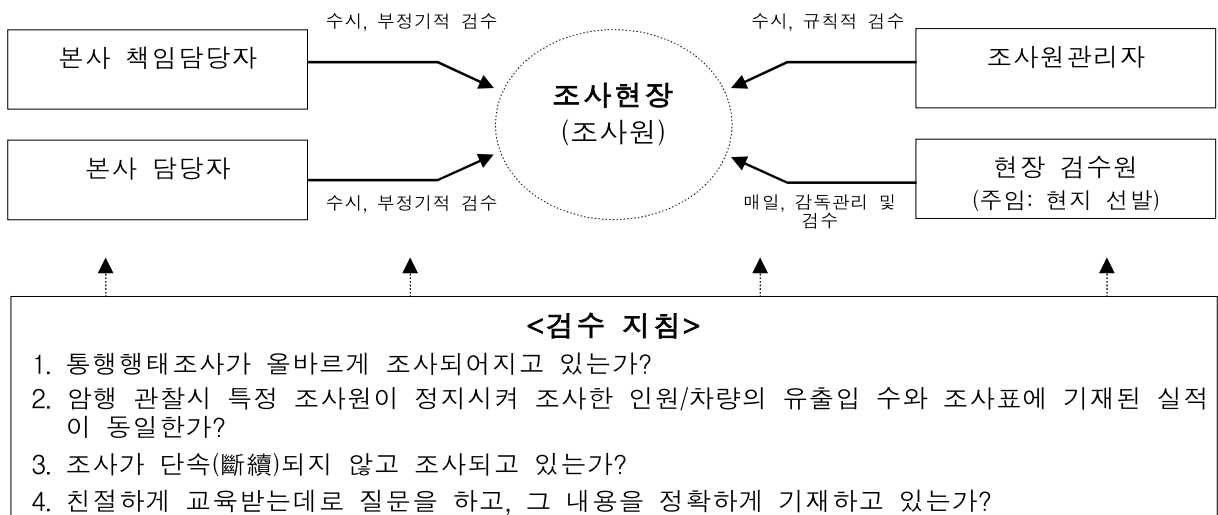 수시, 부정기적 검수
수시, 규칙적 검수
본사 책임담당자
조사원관리자
조사현장
(조사원)
본사 담당자
현장 검수원
(주임: 현지 선발)
수시, 부정기적 검수
매일, 감독관리 및
검수
<검수 지침>
1. 통행행태조사가 올바르게 조사되어지고 있는가?
2. 암행 관찰시 특정 조사원이 정지시켜 조사한 인원/차량의 유출입 수와 조사표에 기재된 실적
이 동일한가?
3. 조사가 단속(斷續)되지 않고 조사되고 있는가?
4. 친절하게 교육받는데로 질문을 하고, 그 내용을 정확하게 기재하고 있는가?